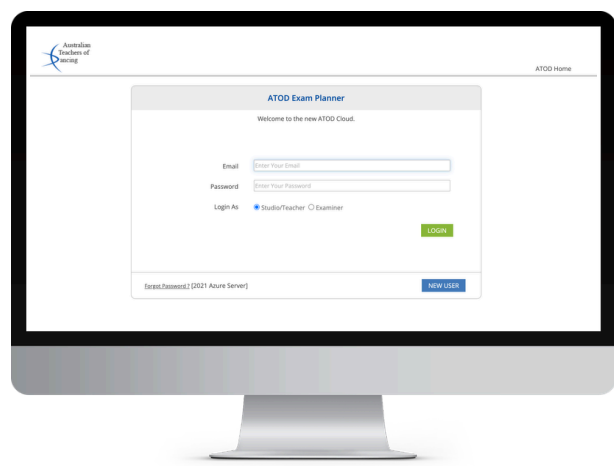 Australian
Teachers of
Dancing
ATOD Home
ATOD Exam Planner
Welcome to the new ATOD Cloud.
Email
Enter Your Email
Password
Enter Your Password
Login As
Studio/Teacher
Examiner
LOGIN
Forgot Password ? [2021 Azure Server]
NEW USER